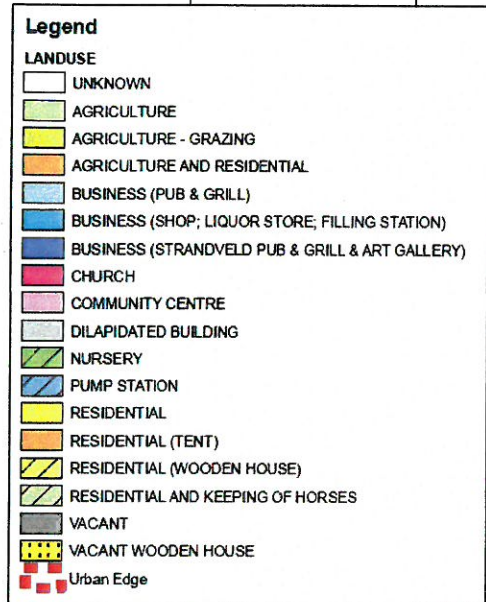 Legend
LANDUSE
UNKNOWN
AGRICULTURE
AGRICULTURE - GRAZING
AGRICULTURE AND RESIDENTIAL
BUSINESS (PUB & GRILL)
BUSINESS (SHOP; LIQUOR STORE; FILLING STATION)
BUSINESS (STRANDVELD PUB & GRILL & ART GALLERY)
CHURCH
COMMUNITY CENTRE
DILAPIDATED BUILDING
NURSERY
PUMP STATION
RESIDENTIAL
RESIDENTIAL (TENT)
RESIDENTIAL (WOODEN HOUSE)
RESIDENTIAL AND KEEPING OF HORSES
VACANT
VACANT WOODEN HOUSE
Urban Edge